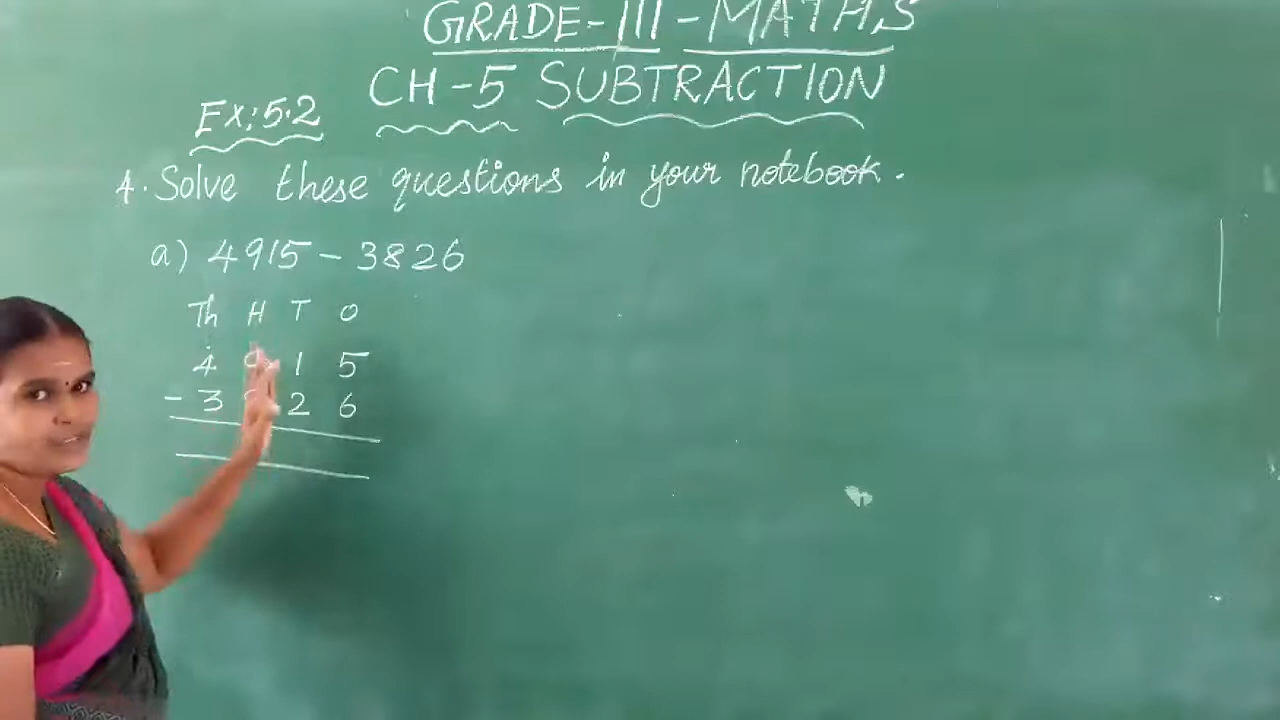 GRADE-III-MATHS
CH-5 SUBTRACTION
Ex:5.2
4. Solve these questions in your notebook.
a) 4915 - 3826
Th H T O
4 9 1 5
- 3 2 6